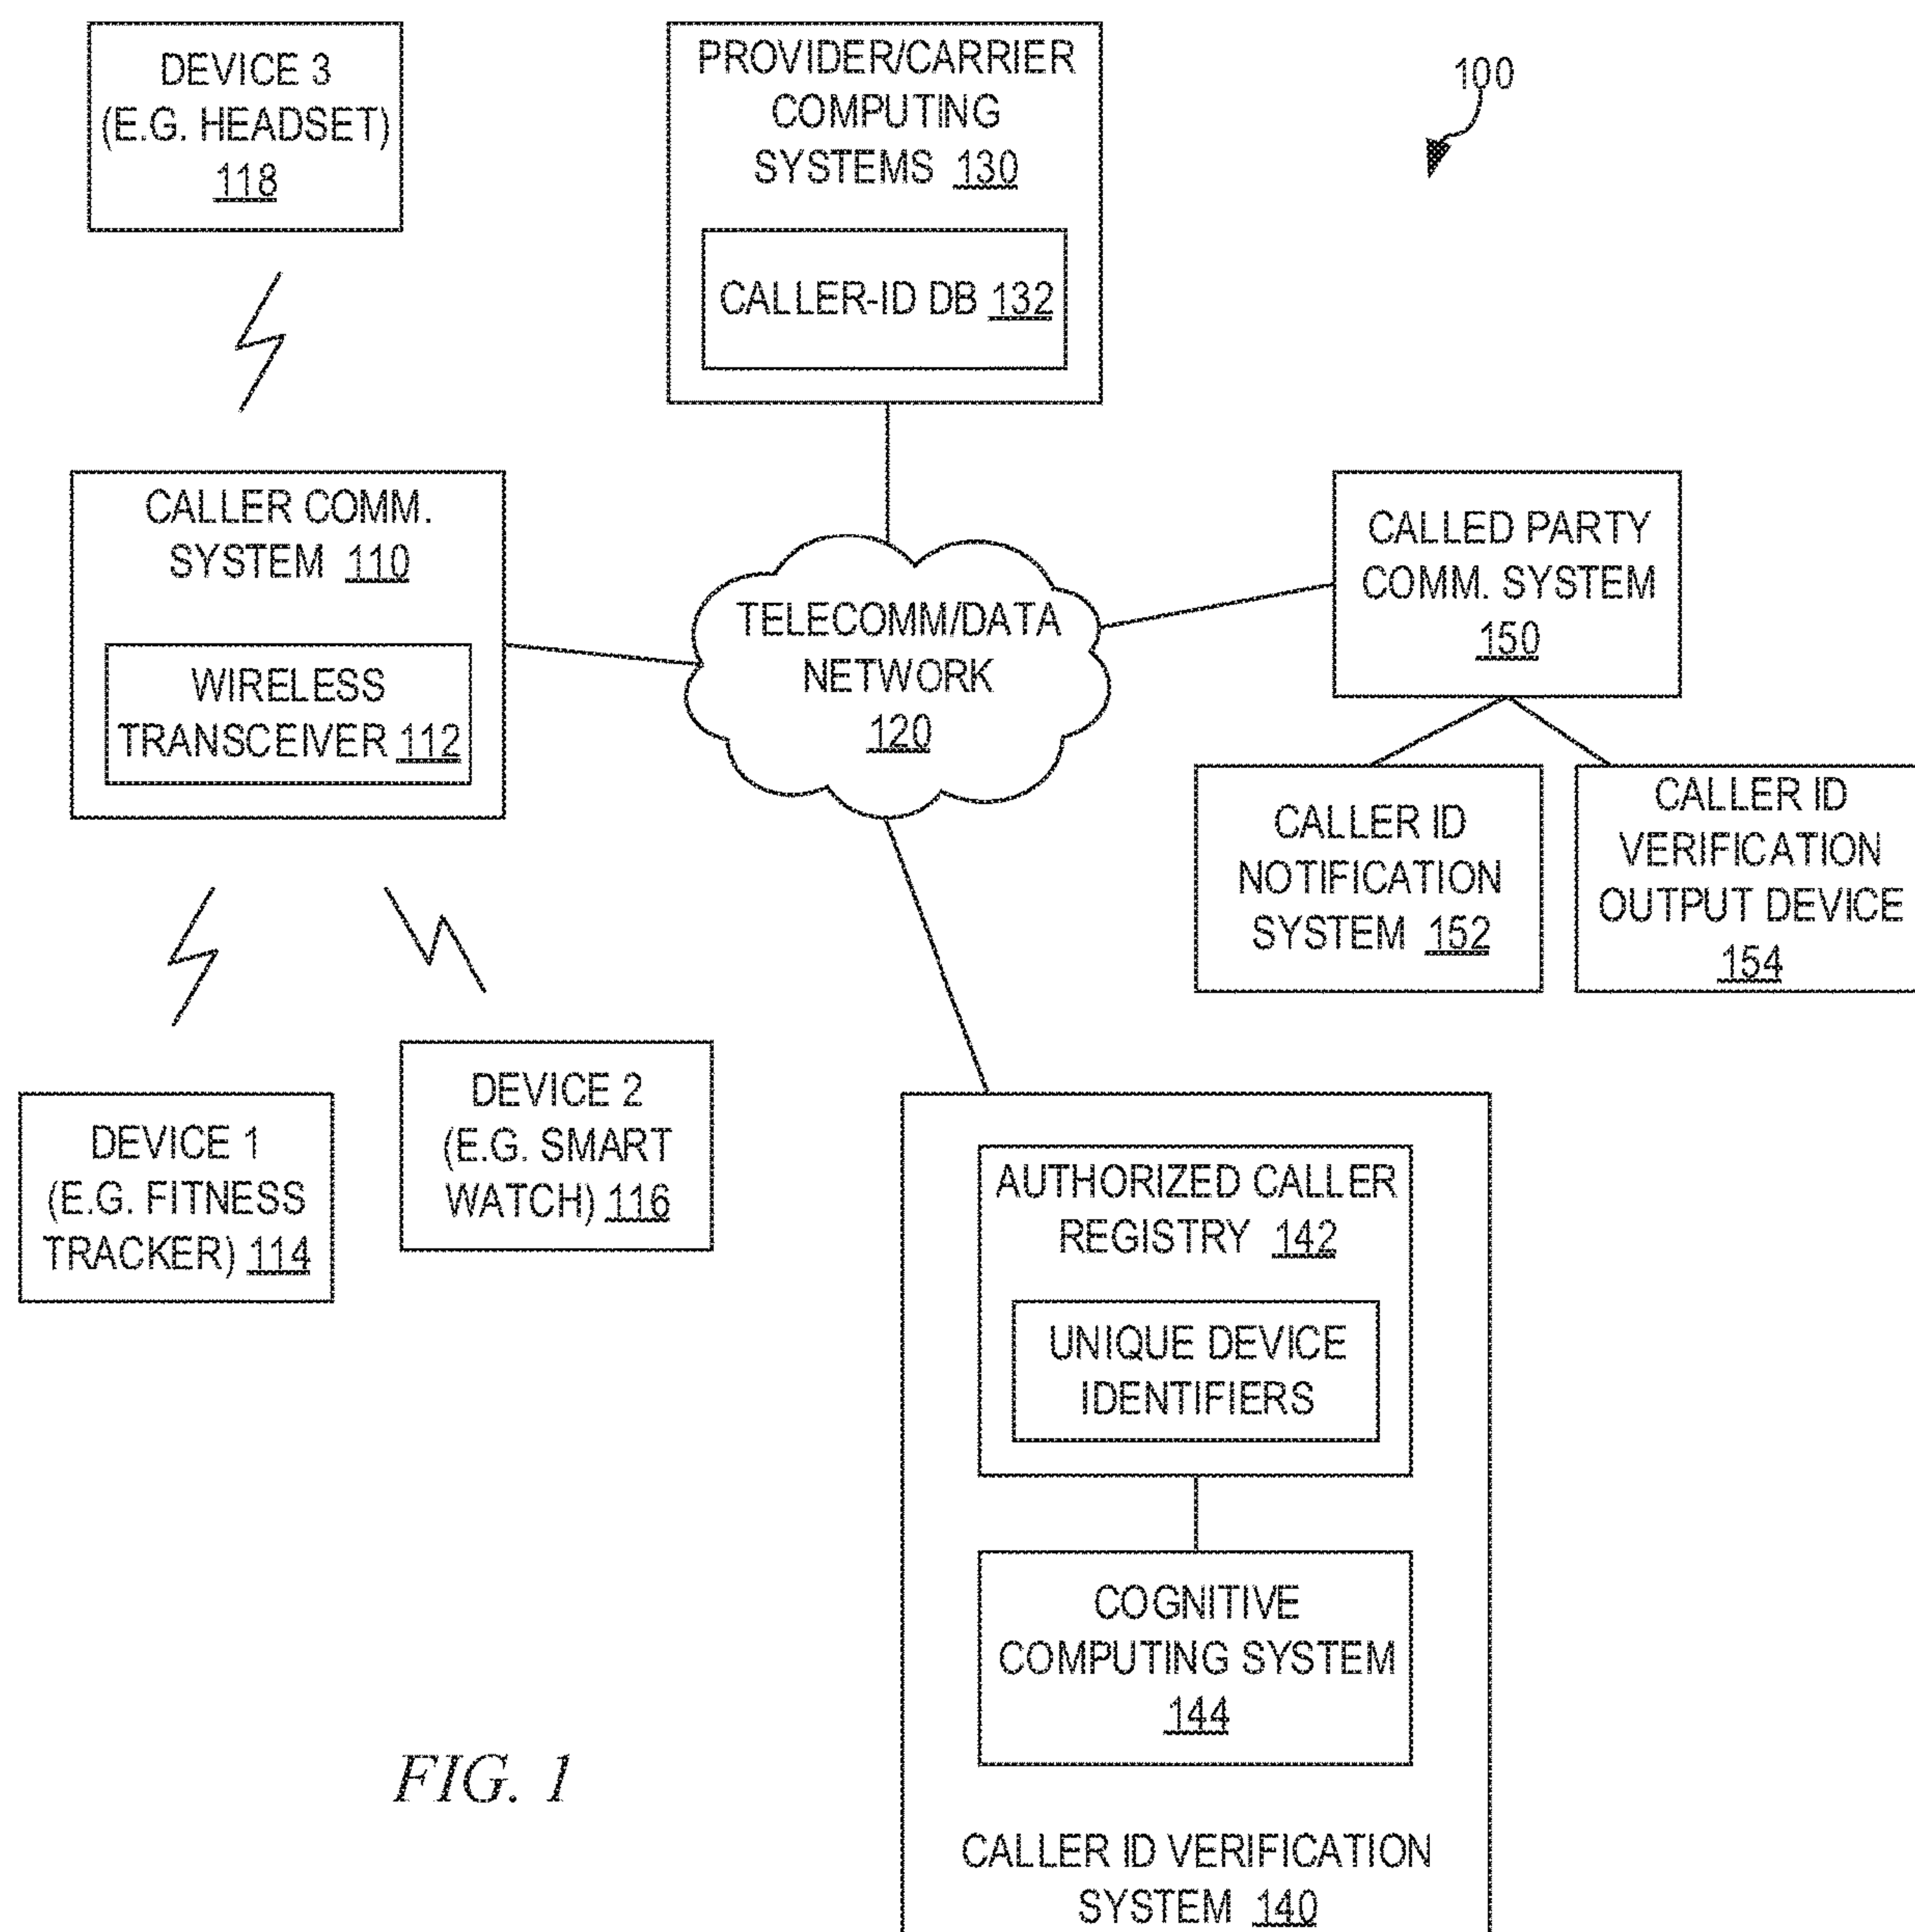 DEVICE 3
(E.G. HEADSET)
118
PROVIDER/CARRIER
COMPUTING
SYSTEMS 130
CALLER-ID DB 132
100
CALLER COMM.
SYSTEM 110
WIRELESS
TRANSCEIVER 112
TELECOMM/DATA
NETWORK
120
CALLED PARTY
COMM. SYSTEM
150
CALLER ID
NOTIFICATION
SYSTEM 152
CALLER ID
VERIFICATION
OUTPUT DEVICE
154
DEVICE 1
(E.G. FITNESS
TRACKER) 114
DEVICE 2
(E.G. SMART
WATCH) 116
AUTHORIZED CALLER
REGISTRY 142
UNIQUE DEVICE
IDENTIFIERS
COGNITIVE
COMPUTING SYSTEM
144
CALLER ID VERIFICATION
SYSTEM 140
FIG. 1